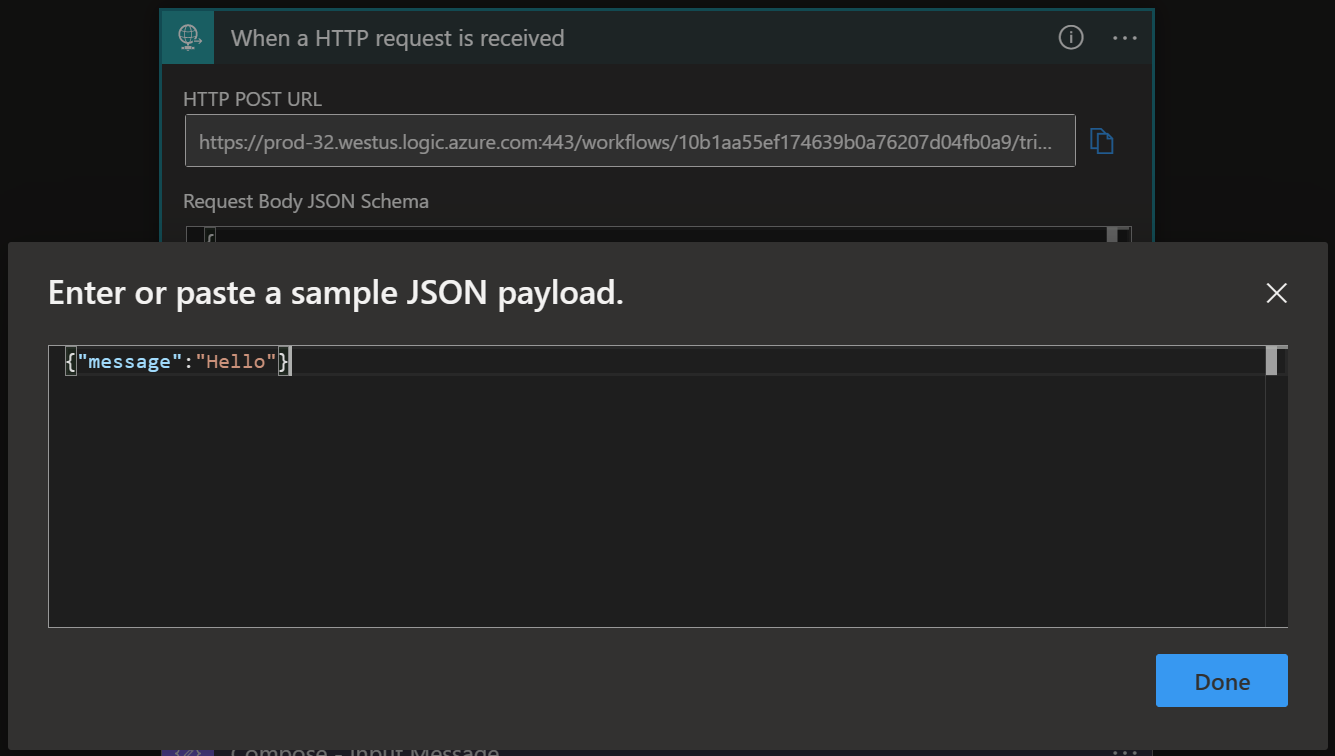 When a HTTP request is received
HTTP POST URL
https://prod-32.westus.logic.azure.com:443/workflows/10b1aa55ef174639b0a76207d04fb0a9/tri...
Request Body JSON Schema
{
Enter or paste a sample JSON payload.
{"message":"Hello"}
Done
Compose - Input Message